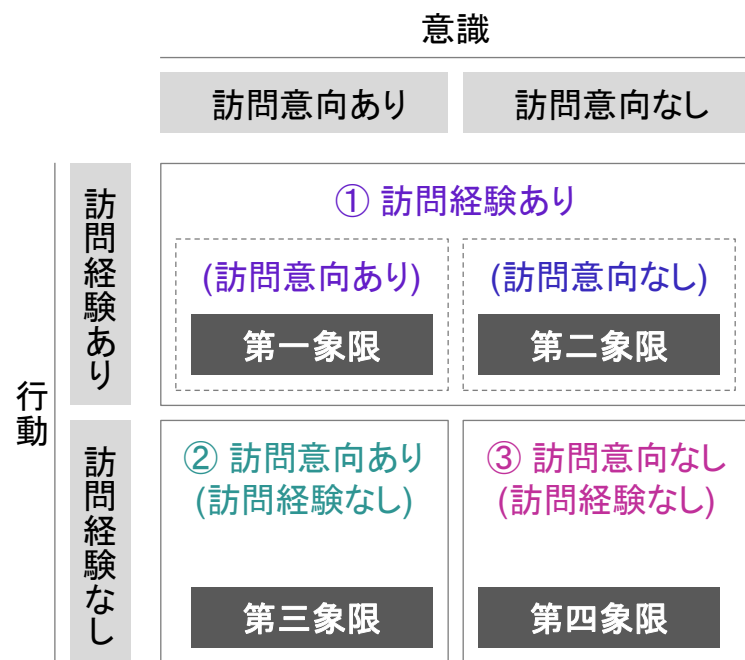 意識
訪問意向あり
訪問意向なし
行動
訪問経験あり
① 訪問経験あり
(訪問意向あり)
(訪問意向なし)
第一象限
第二象限
訪問経験なし
② 訪問意向あり
(訪問経験なし)
③ 訪問意向なし
(訪問経験なし)
第三象限
第四象限